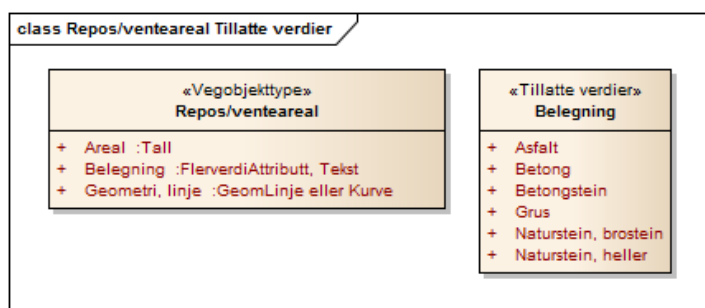 class Repos/venteareal Tillatte verdier
«Vegobjekttype»
Repos/venteareal
+ Areal :Tall
+ Belegning :FlerverdiAttributt, Tekst
+ Geometri, linje :GeomLinje eller Kurve
«Tillatte verdier»
Belegning
+ Asfalt
+ Betong
+ Betongstein
+ Grus
+ Naturstein, brostein
+ Naturstein, heller